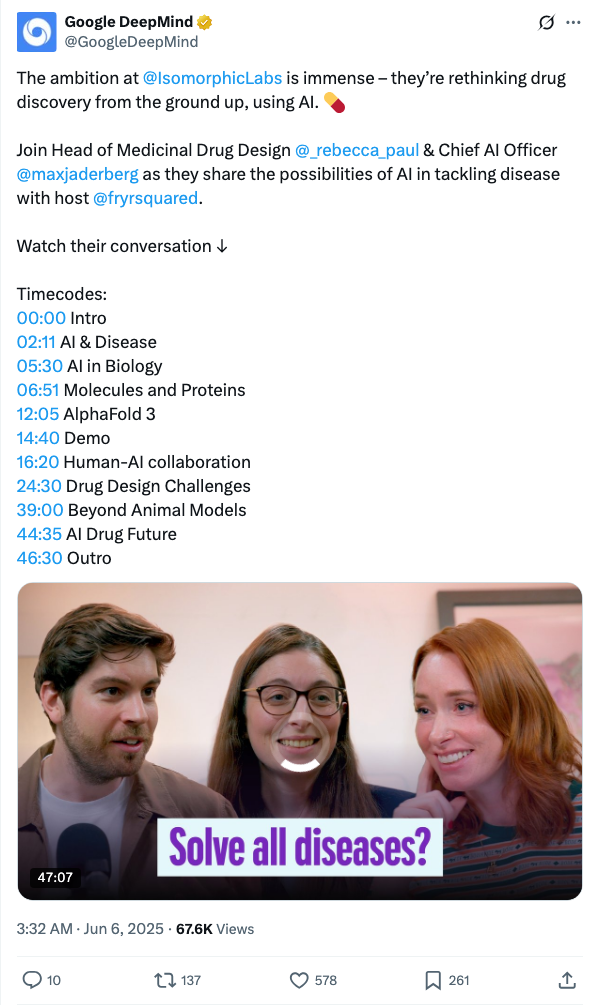 Google DeepMind
@GoogleDeepMind
The ambition at @IsomorphicLabs is immense – they're rethinking drug
discovery from the ground up, using AI. 💊
Join Head of Medicinal Drug Design @_rebecca_paul & Chief AI Officer
@maxjaderberg as they share the possibilities of AI in tackling disease
with host @fryrsquared.
Watch their conversation ↓
Timecodes:
00:00 Intro
02:11 AI & Disease
05:30 AI in Biology
06:51 Molecules and Proteins
12:05 AlphaFold 3
14:40 Demo
16:20 Human-AI collaboration
24:30 Drug Design Challenges
39:00 Beyond Animal Models
44:35 AI Drug Future
46:30 Outro
Solve all diseases?
47:07
3:32 AM · Jun 6, 2025 · 67.6K Views
10 137 578 261